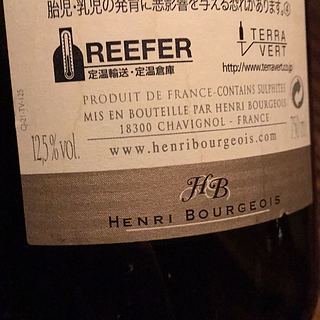 胎児・乳児の発育に悪影響を与える恐れがあります。④
REEFER
定温輸送・定温倉庫
TERRA
VERT
http://www.terravert.co.jp
PRODUIT DE FRANCE-CONTAINS SULPHITES
MIS EN BOUTEILLE PAR HENRI BOURGEOIS
18300 CHAVIGNOL - FRANCE
www.henribourgeois.com
12,5% vol.
750 ml
HB
HENRI BOURGEOIS